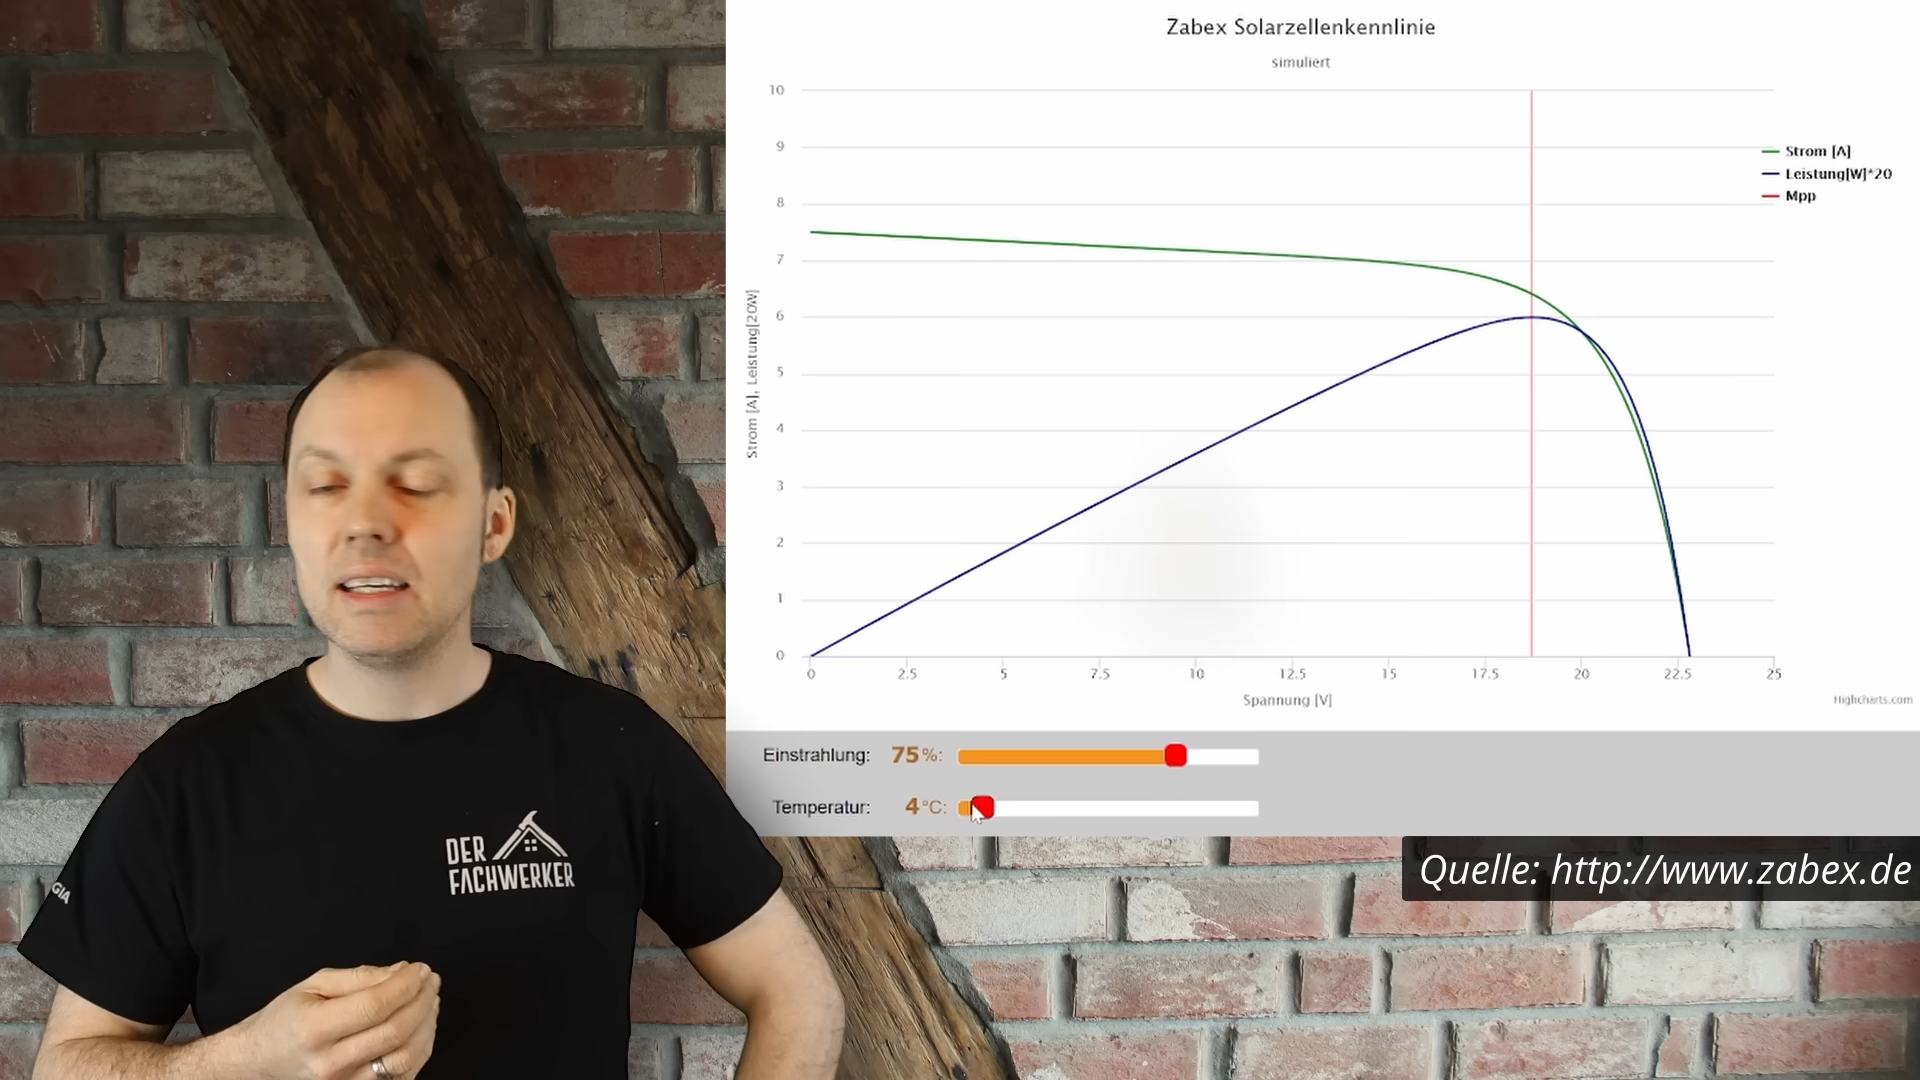 Zabex Solarzellenkennlinie
simuliert
10
9
8
7
6
5
4
3
2
1
0
Strom [A], Leistung[20W]
0
2.5
5
7.5
10
12.5
15
17.5
20
22.5
25
Spannung [V]
Strom [A]
Leistung[W]*20
Mpp
Highcharts.com
Einstrahlung: 75%:
Temperatur: 4°C:
Quelle: http://www.zabex.de
DER
FACHWERKER
GIA